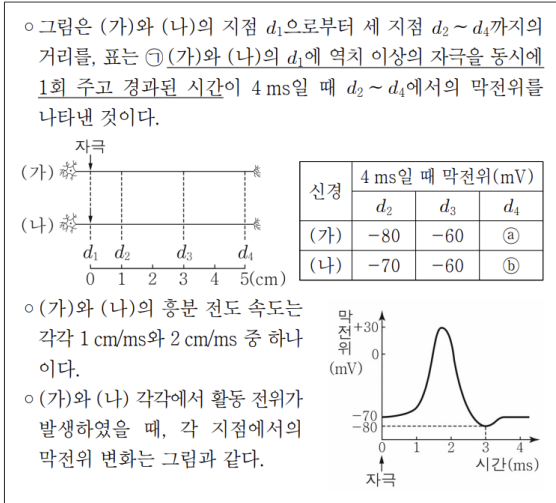 ○ 그림은 (가)와 (나)의 지점 d₁으로부터 세 지점 d₂ ~ d₄까지의
거리를, 표는 ㉠ (가)와 (나)의 d₁에 역치 이상의 자극을 동시에
1회 주고 경과된 시간이 4 ms일 때 d₂ ~ d₄에서의 막전위를
나타낸 것이다.
자극
(가)
(나)
d₁ d₂ d₃ d₄
0 1 2 3 4 5(cm)
신경 4 ms일 때 막전위(mV)
d₂ d₃ d₄
(가) -80 -60 ⓐ
(나) -70 -60 ⓑ
○ (가)와 (나)의 흥분 전도 속도는
각각 1 cm/ms와 2 cm/ms 중 하나
이다.
○ (가)와 (나) 각각에서 활동 전위가
발생하였을 때, 각 지점에서의
막전위 변화는 그림과 같다.
막전위
(mV)
+30
0
-70
-80
0 1 2 3 4
시간(ms)
자극